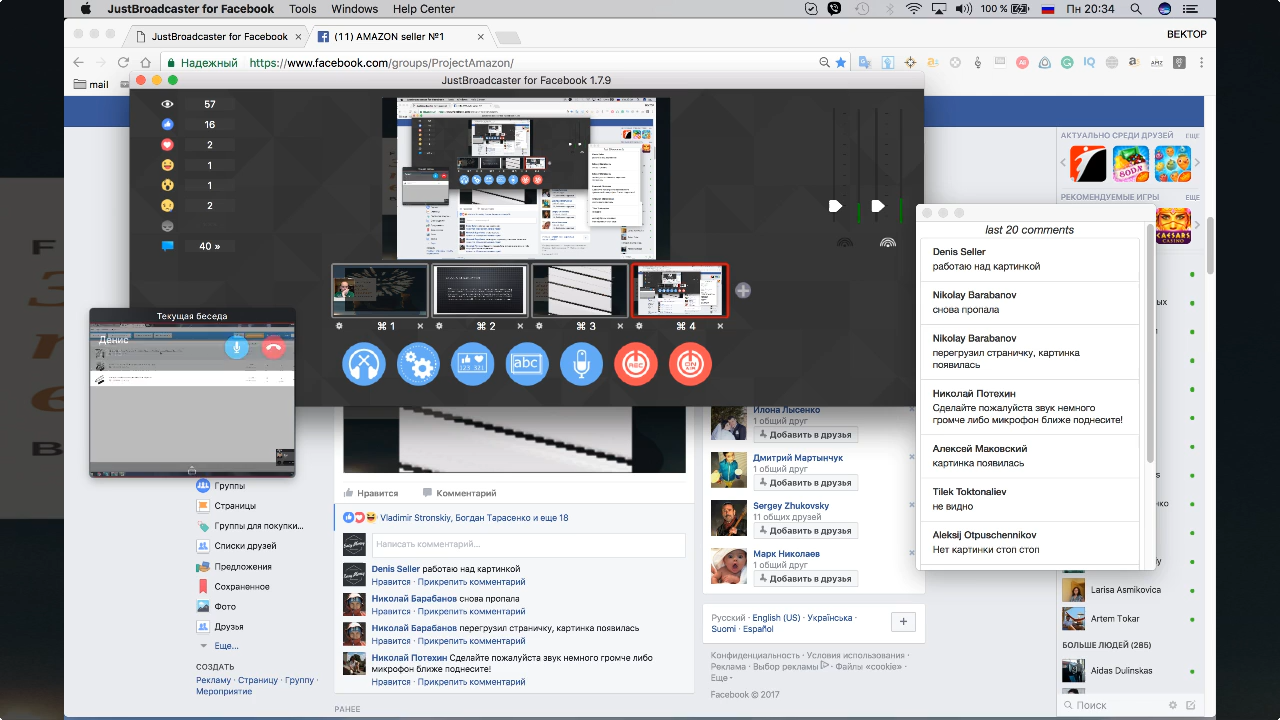 JustBroadcaster for Facebook Tools Windows Help Center 100 % Пн 20:34
JustBroadcaster for Facebook × (11) AMAZON seller №1 × ВЕКТОР
Надежный https://www.facebook.com/groups/ProjectAmazon/
mail
JustBroadcaster for Facebook 1.7.9
57
16
2
1
1
2
40 »
⌘ 1 ⌘ 2 ⌘ 3 ⌘ 4
abc
REC
ON AIR
Текущая беседа
Денис
АКТУАЛЬНО СРЕДИ ДРУЗЕЙ ЕЩЕ
РЕКОМЕНДУЕМЫЕ ИГРЫ ЕЩЕ
CAESARS
CASINO
last 20 comments
Denis Seller
работаю над картинкой
Nikolay Barabanov
снова пропала
Nikolay Barabanov
перегрузил страничку, картинка
появилась
Николай Потехин
Сделайте пожалуйста звук немного
громче либо микрофон ближе поднесите!
Алексей Маковский
картинка появилась
Tilek Toktonaliev
не видно
Aleksij Otpuschennikov
Нет картинки стоп стоп
Группы
Страницы
Группы для покупки...
Списки друзей
Предложения
Сохраненное
Фото
Друзья
Еще...
СОЗДАТЬ
Рекламу · Страницу · Группу ·
Мероприятие
Нравится Комментарий
Vladimir Stronskiy, Богдан Тарасенко и еще 18
Написать комментарий...
Denis Seller работаю над картинкой
Нравится · Прикрепить комментарий
Николай Барабанов снова пропала
Нравится · Прикрепить комментарий
Николай Барабанов перегрузил страничку, картинка появилась
Нравится · Прикрепить комментарий
Николай Потехин Сделайте пожалуйста звук немного громче либо
микрофон ближе поднесите!
Нравится · Прикрепить комментарий
РАНЕЕ
Илона Лысенко
1 общий друг
Добавить в друзья
Дмитрий Мартынчук
1 общий друг
Добавить в друзья
Sergey Zhukovsky
11 общих друзей
Добавить в друзья
Марк Николаев
1 общий друг
Добавить в друзья
Русский · English (US) · Українська ·
Suomi · Español
Конфиденциальность · Условия использования ·
Реклама · Выбор рекламы · Файлы «cookie» ·
Еще
Facebook © 2017
Larisa Asmikovica
Artem Tokar
БОЛЬШЕ ЛЮДЕЙ (285)
Aidas Dulinskas
Поиск